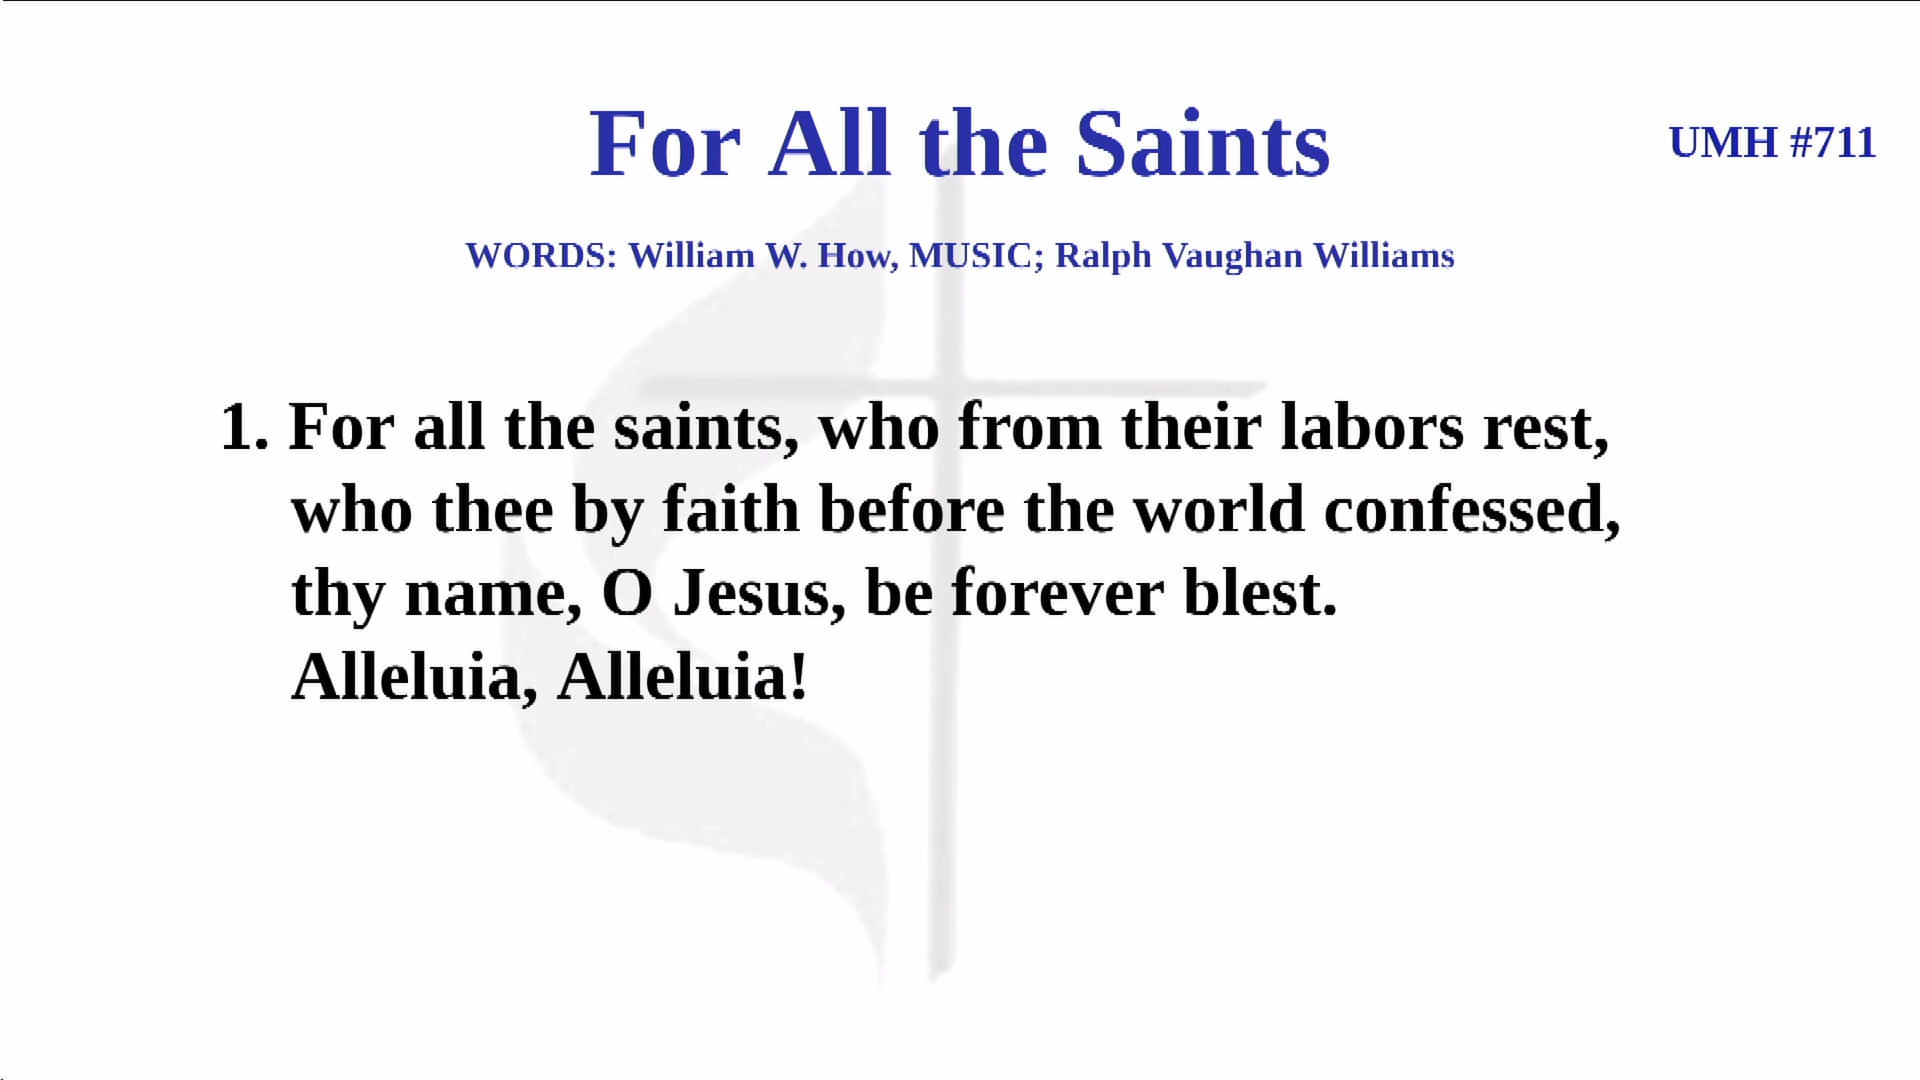 For All the Saints
UMH #711
WORDS: William W. How, MUSIC; Ralph Vaughan Williams
1. For all the saints, who from their labors rest,
who thee by faith before the world confessed,
thy name, O Jesus, be forever blest.
Alleluia, Alleluia!